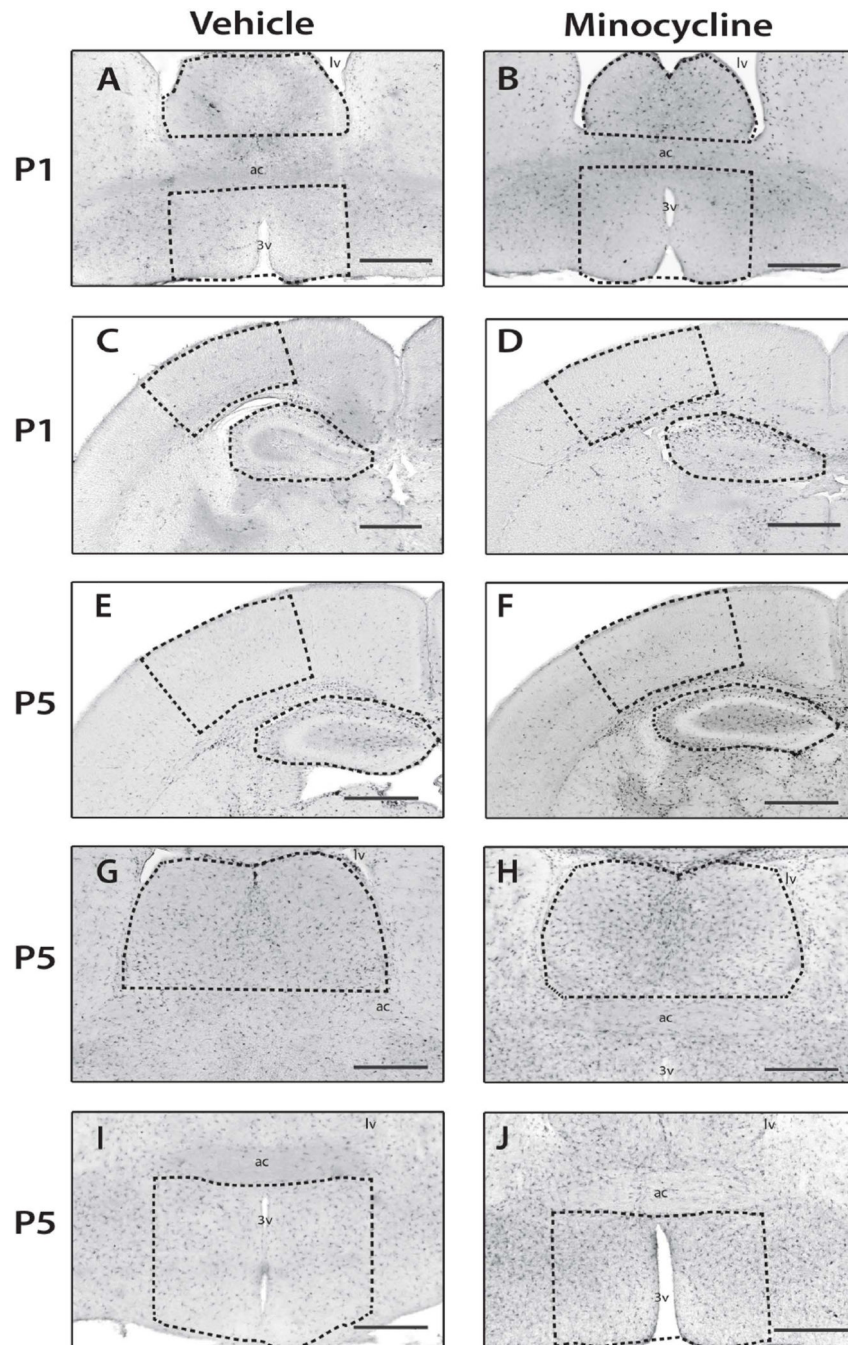 Vehicle Minocycline
P1
A lv ac 3v
B lv ac 3v
P1
C
D
P5
E
F
P5
G lv ac
H lv ac 3v
P5
I lv ac 3v
J lv ac 3v